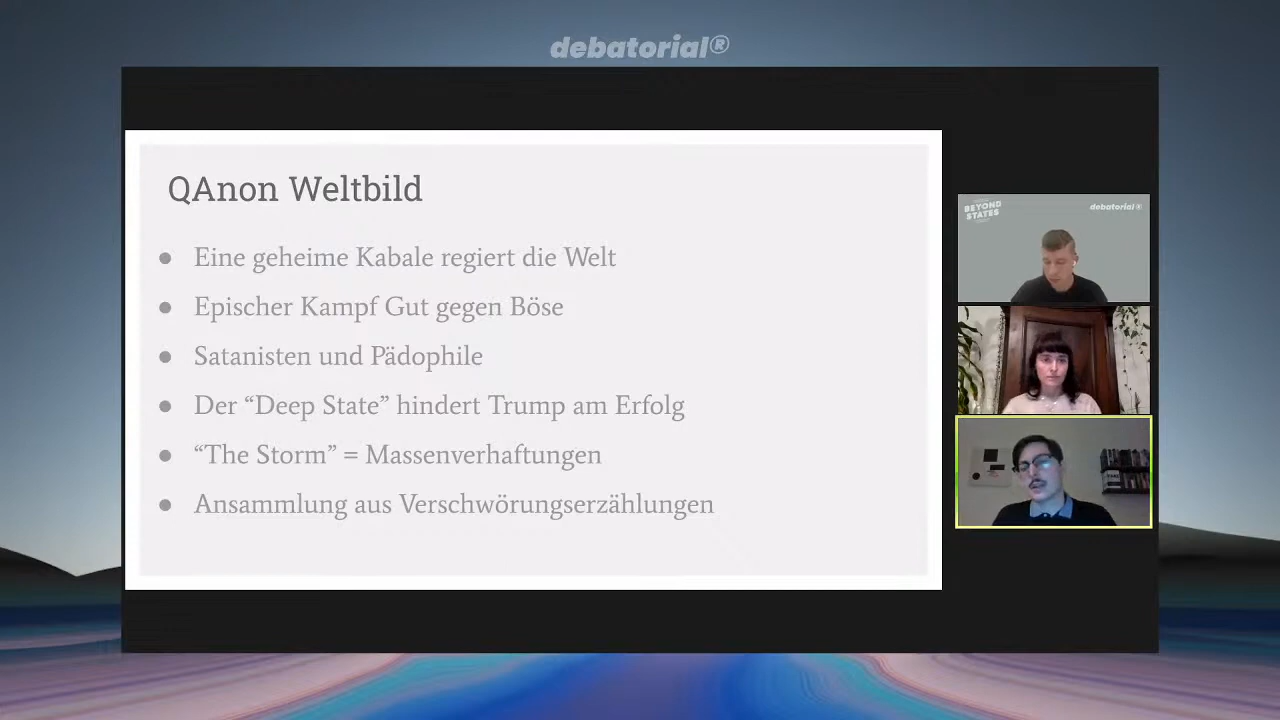 debatorial®
QAnon Weltbild
● Eine geheime Kabale regiert die Welt
● Epischer Kampf Gut gegen Böse
● Satanisten und Pädophile
● Der “Deep State” hindert Trump am Erfolg
● “The Storm” = Massenverhaftungen
● Ansammlung aus Verschwörungserzählungen
BEYOND
STATES
debatorial®